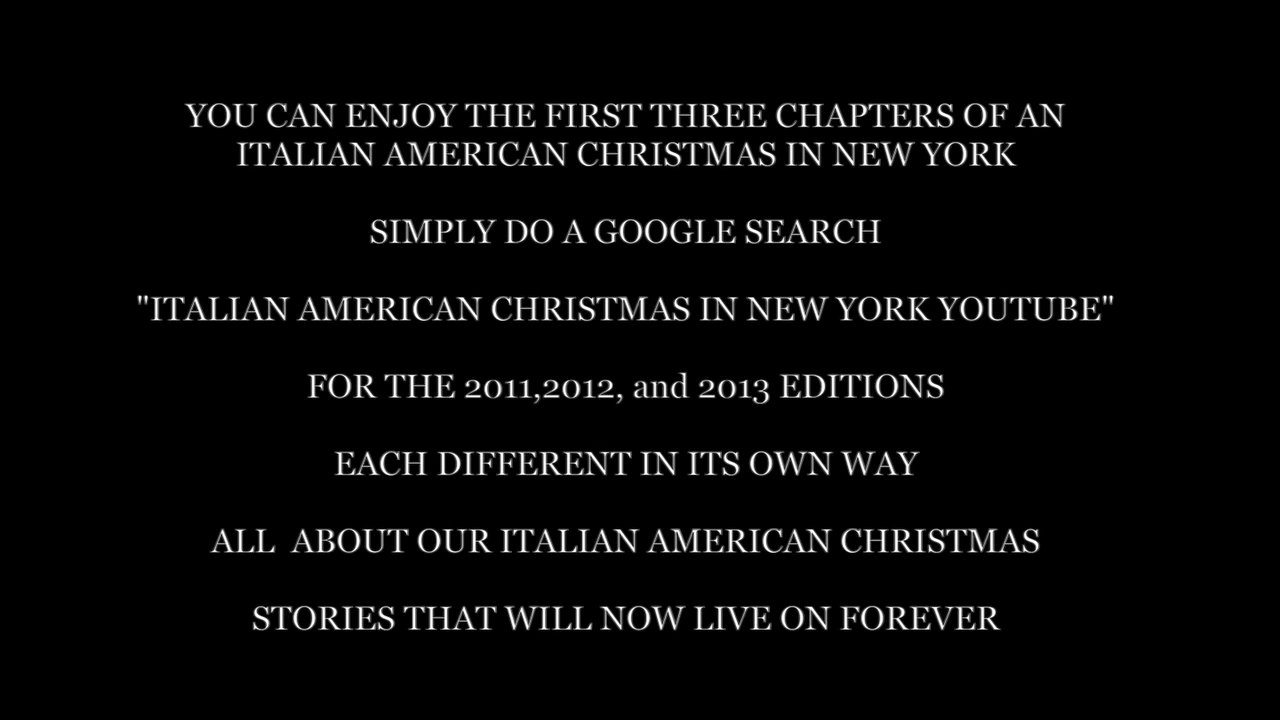 YOU CAN ENJOY THE FIRST THREE CHAPTERS OF AN
ITALIAN AMERICAN CHRISTMAS IN NEW YORK
SIMPLY DO A GOOGLE SEARCH
"ITALIAN AMERICAN CHRISTMAS IN NEW YORK YOUTUBE"
FOR THE 2011,2012, and 2013 EDITIONS
EACH DIFFERENT IN ITS OWN WAY
ALL  ABOUT OUR ITALIAN AMERICAN CHRISTMAS
STORIES THAT WILL NOW LIVE ON FOREVER